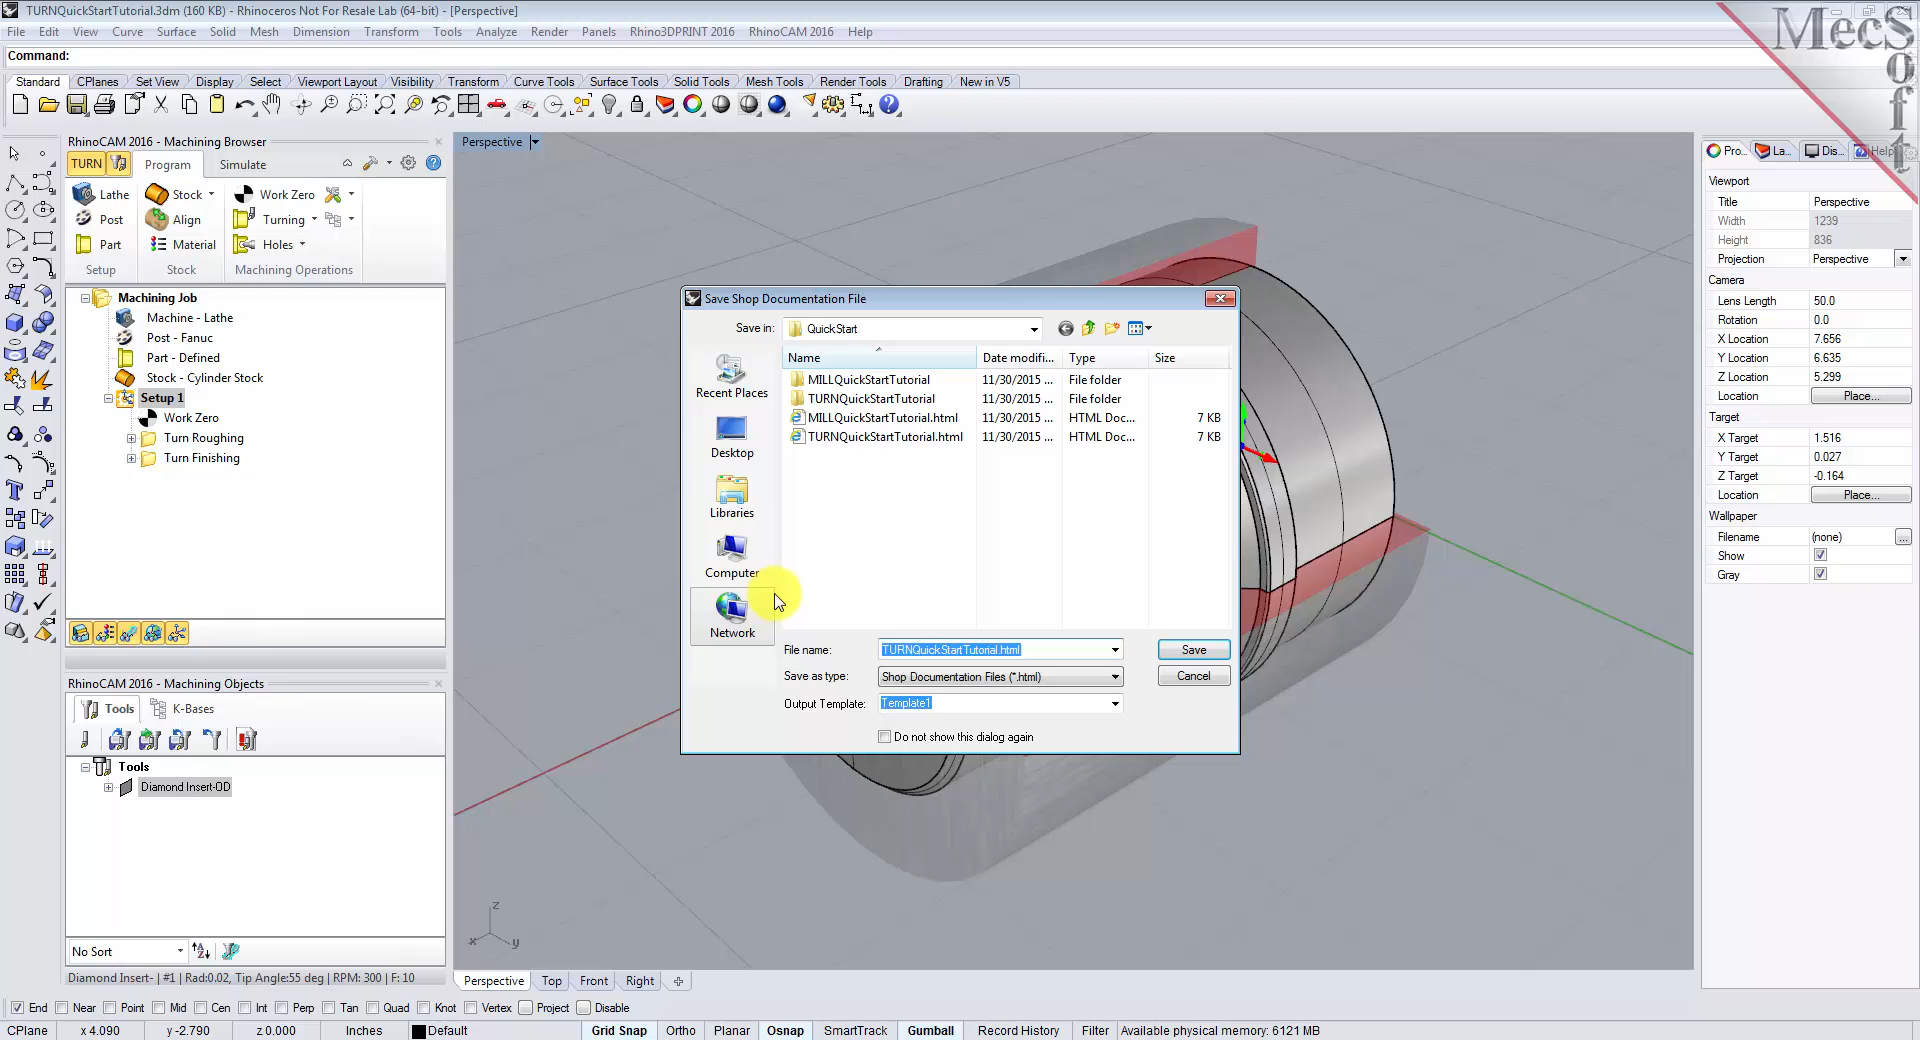 TURNQuickStartTutorial.3dm (160 KB) - Rhinoceros Not For Resale Lab (64-bit) - [Perspective]
File Edit View Curve Surface Solid Mesh Dimension Transform Tools Analyze Render Panels Rhino3DPRINT 2016 RhinoCAM 2016 Help
Command:
Standard CPlanes Set View Display Select Viewport Layout Visibility Transform Curve Tools Surface Tools Solid Tools Mesh Tools Render Tools Drafting New in V5
MecSoft
RhinoCAM 2016 - Machining Browser
TURN Program Simulate
Lathe Stock Work Zero
Post Align Turning
Part Material Holes
Setup Stock Machining Operations
Machining Job
Machine - Lathe
Post - Fanuc
Part - Defined
Stock - Cylinder Stock
Setup 1
Work Zero
Turn Roughing
Turn Finishing
RhinoCAM 2016 - Machining Objects
Tools K-Bases
Tools
Diamond Insert-OD
No Sort
Diamond Insert- | #1 | Rad:0.02, Tip Angle:55 deg | RPM: 300 | F: 10
Perspective
Save Shop Documentation File
Save in: QuickStart
Name Date modifi... Type Size
MILLQuickStartTutorial 11/30/2015 ... File folder
TURNQuickStartTutorial 11/30/2015 ... File folder
MILLQuickStartTutorial.html 11/30/2015 ... HTML Doc... 7 KB
TURNQuickStartTutorial.html 11/30/2015 ... HTML Doc... 7 KB
Recent Places
Desktop
Libraries
Computer
Network
File name: TURNQuickStartTutorial.html Save
Save as type: Shop Documentation Files (*.html) Cancel
Output Template: Template1
Do not show this dialog again
z
x y
Pro... La... Dis... Help
Viewport
Title Perspective
Width 1239
Height 836
Projection Perspective
Camera
Lens Length 50.0
Rotation 0.0
X Location 7.656
Y Location 6.635
Z Location 5.299
Location Place...
Target
X Target 1.516
Y Target 0.027
Z Target -0.164
Location Place...
Wallpaper
Filename (none) ...
Show
Gray
Perspective Top Front Right
End Near Point Mid Cen Int Perp Tan Quad Knot Vertex Project Disable
CPlane x 4.090 y -2.790 z 0.000 Inches Default Grid Snap Ortho Planar Osnap SmartTrack Gumball Record History Filter Available physical memory: 6121 MB